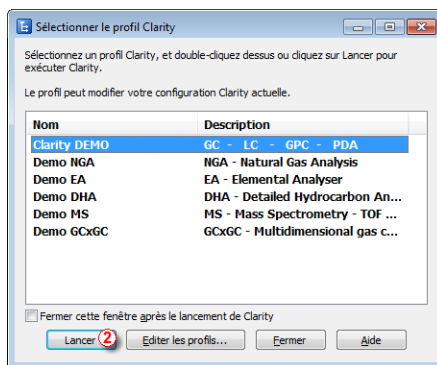 Sélectionner le profil Clarity
Sélectionnez un profil Clarity, et double-cliquez dessus ou cliquez sur Lancer pour
exécuter Clarity.
Le profil peut modifier votre configuration Clarity actuelle.
Nom Description
Clarity DEMO GC - LC - GPC - PDA
Demo NGA NGA - Natural Gas Analysis
Demo EA EA - Elemental Analyser
Demo DHA DHA - Detailed Hydrocarbon An...
Demo MS MS - Mass Spectrometry - TOF ...
Demo GCxGC GCxGC - Multidimensional gas c...
Fermer cette fenêtre après le lancement de Clarity
Lancer 2 Editer les profils... Fermer Aide